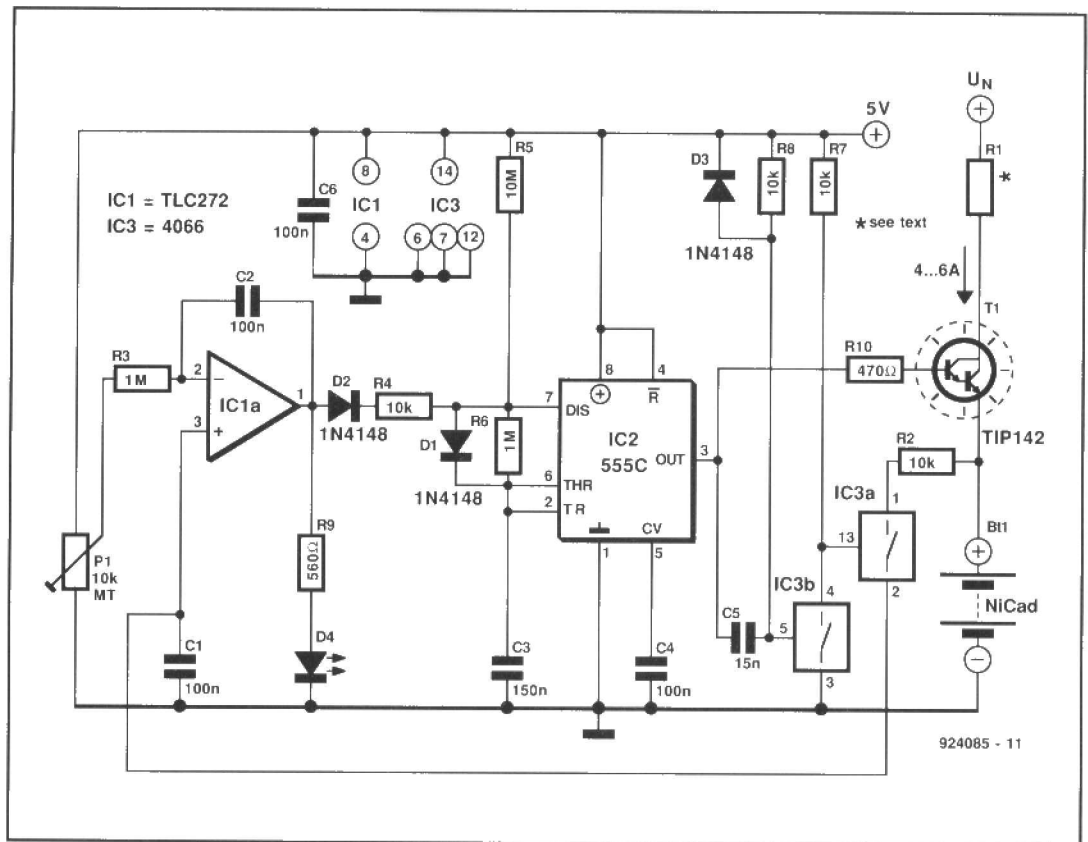 U_N
5V
R1
*
R5
10M
D3
R8
10k
R7
10k
C6
100n
8
14
IC1
IC3
4
6
7
12
IC1 = TLC272
IC3 = 4066
1N4148
* see text
4...6A
T1
C2
100n
R3
1M
2
−
IC1a
1
3
+
D2
1N4148
R4
10k
D1
R6
1M
1N4148
7
DIS
8
4
R̅
IC2
555C
OUT
3
6
THR
2
TR
CV
1
5
R10
470Ω
TIP142
R2
10k
1
IC3a
13
2
Bt1
NiCad
P1
10k
MT
R9
560Ω
D4
C1
100n
C3
150n
C4
100n
C5
15n
IC3b
4
5
3
924085 - 11